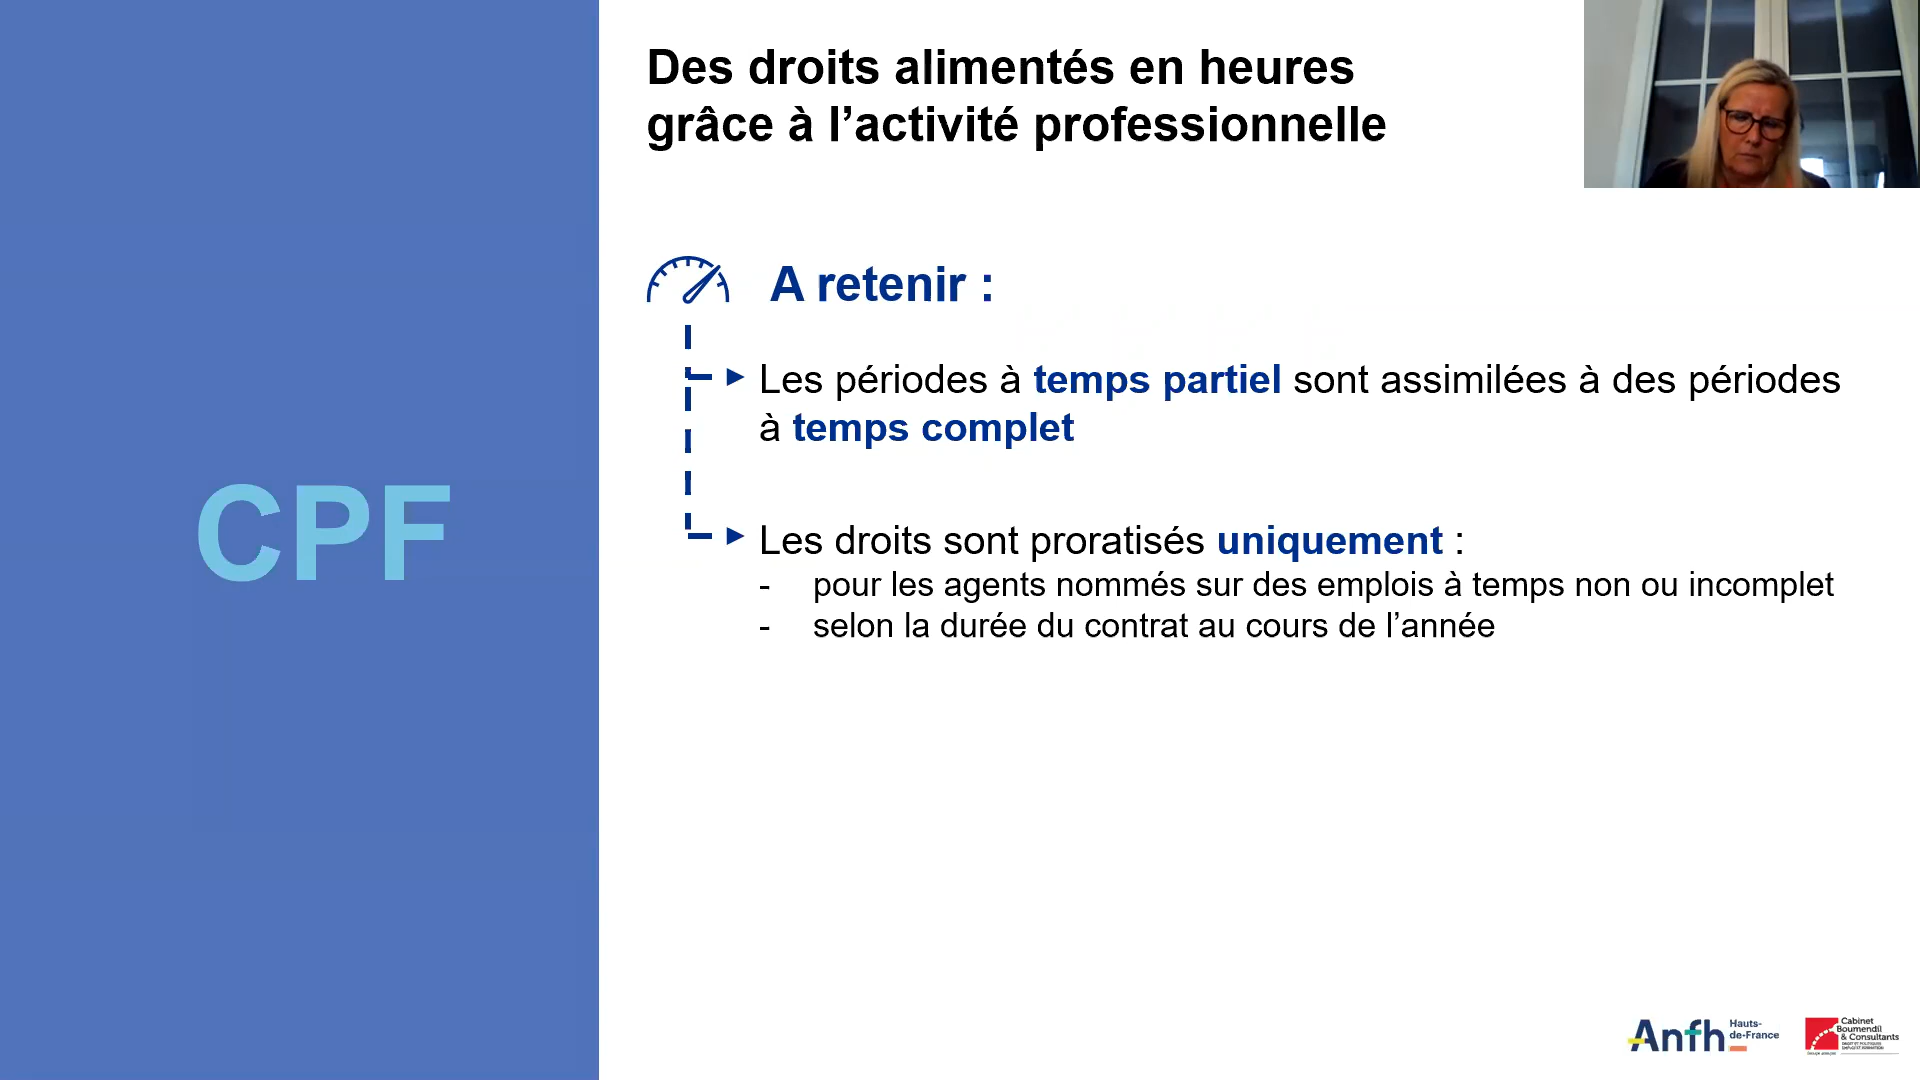 Des droits alimentés en heures
grâce à l’activité professionnelle
A retenir :
Les périodes à temps partiel sont assimilées à des périodes
à temps complet
CPF
Les droits sont proratisés uniquement :
- pour les agents nommés sur des emplois à temps non ou incomplet
- selon la durée du contrat au cours de l’année
Anfh Hauts-
de-France
Cabinet
Boumendil
& Consultants